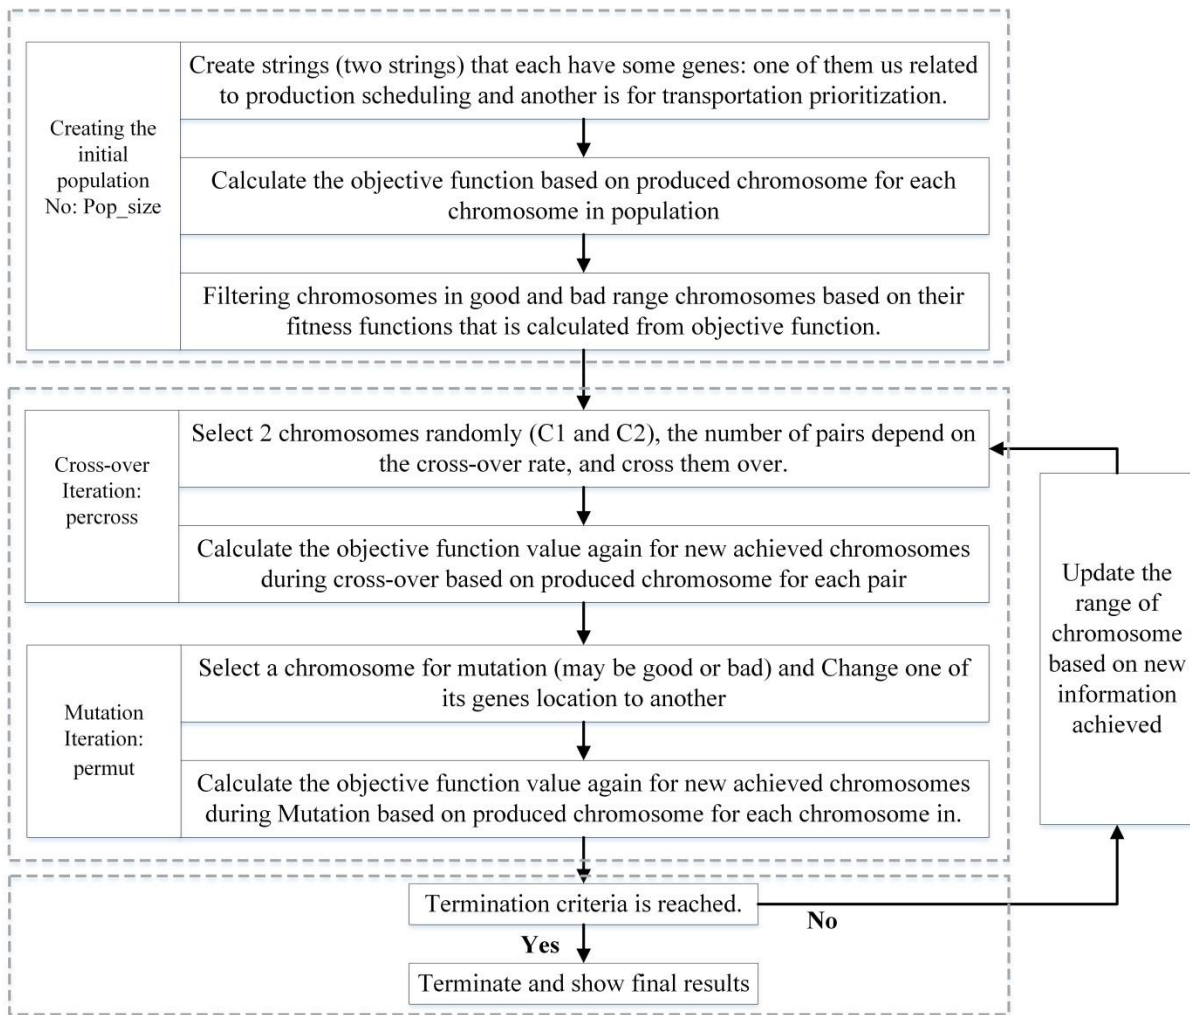 Creating the
initial
population
No: Pop_size
Create strings (two strings) that each have some genes: one of them us related
to production scheduling and another is for transportation prioritization.
Calculate the objective function based on produced chromosome for each
chromosome in population
Filtering chromosomes in good and bad range chromosomes based on their
fitness functions that is calculated from objective function.
Cross-over
Iteration:
percross
Select 2 chromosomes randomly (C1 and C2), the number of pairs depend on
the cross-over rate, and cross them over.
Calculate the objective function value again for new achieved chromosomes
during cross-over based on produced chromosome for each pair
Mutation
Iteration:
permut
Select a chromosome for mutation (may be good or bad) and Change one of
its genes location to another
Calculate the objective function value again for new achieved chromosomes
during Mutation based on produced chromosome for each chromosome in.
Update the
range of
chromosome
based on new
information
achieved
Termination criteria is reached.
No
Yes
Terminate and show final results